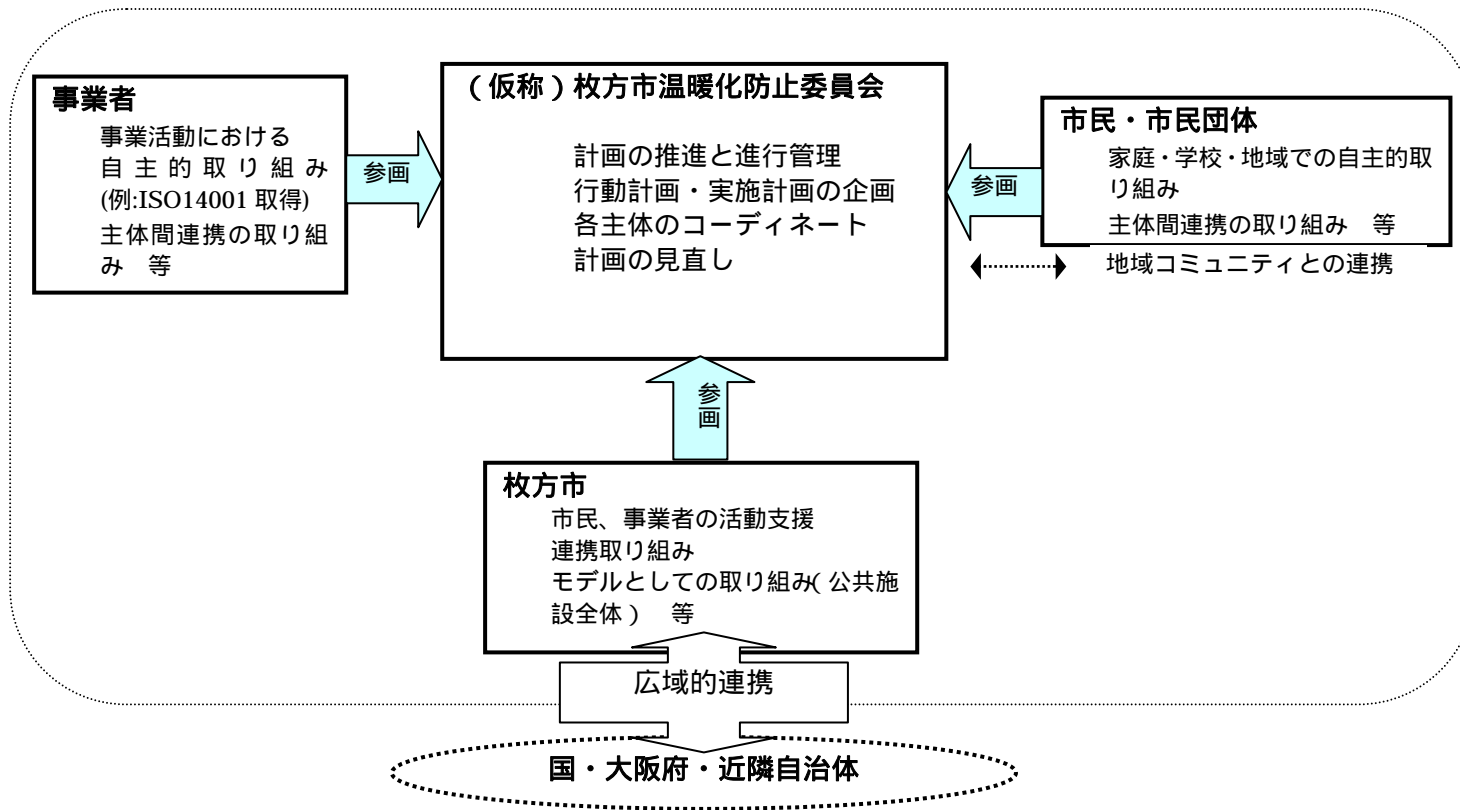 事業者
事業活動における
自主的取り組み
(例:ISO14001 取得)
主体間連携の取り組
み　等
参画
（仮称）枚方市温暖化防止委員会
計画の推進と進行管理
行動計画・実施計画の企画
各主体のコーディネート
計画の見直し
参画
市民・市民団体
家庭・学校・地域での自主的取
り組み
主体間連携の取り組み　等
地域コミュニティとの連携
参画
枚方市
市民、事業者の活動支援
連携取り組み
モデルとしての取り組み（公共施
設全体）　等
広域的連携
国・大阪府・近隣自治体